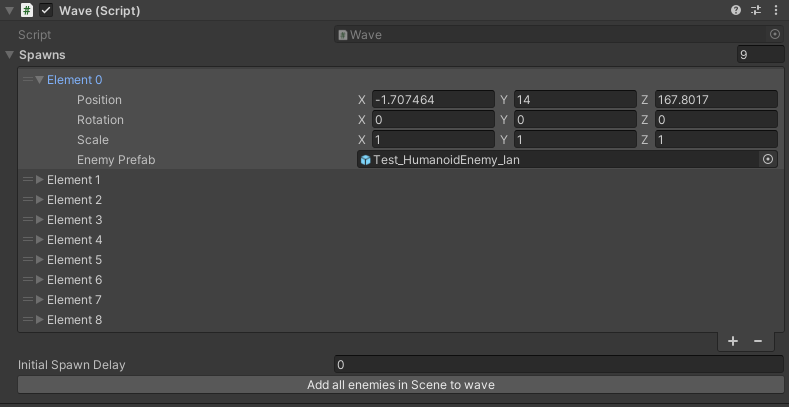 Wave (Script)
Script Wave
Spawns 9
Element 0
Position X -1.707464 Y 14 Z 167.8017
Rotation X 0 Y 0 Z 0
Scale X 1 Y 1 Z 1
Enemy Prefab Test_HumanoidEnemy_Ian
Element 1
Element 2
Element 3
Element 4
Element 5
Element 6
Element 7
Element 8
Initial Spawn Delay 0
Add all enemies in Scene to wave